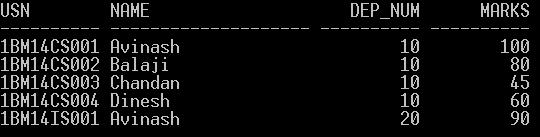 USN        NAME                    DEP_NUM      MARKS
---------- -------------------- ---------- ----------
1BM14CS001 Avinash                      10        100
1BM14CS002 Balaji                       10         80
1BM14CS003 Chandan                      10         45
1BM14CS004 Dinesh                       10         60
1BM14IS001 Avinash                      20         90